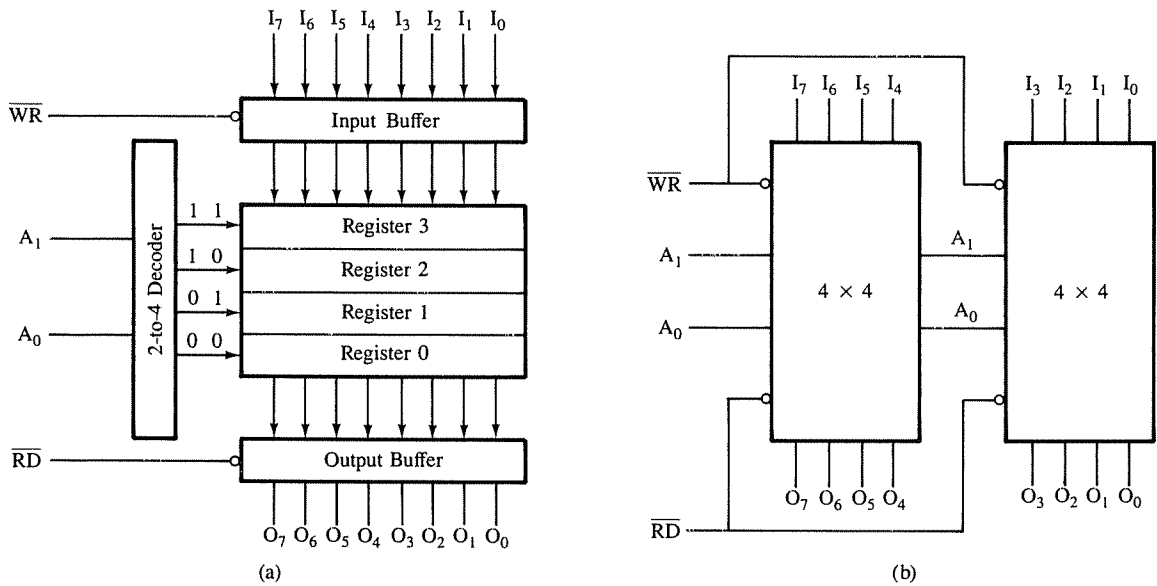 I7 I6 I5 I4 I3 I2 I1 I0
WR
Input Buffer
2-to-4 Decoder
A1
A0
1 1
1 0
0 1
0 0
Register 3
Register 2
Register 1
Register 0
RD
Output Buffer
O7 O6 O5 O4 O3 O2 O1 O0
(a)
I7 I6 I5 I4
I3 I2 I1 I0
WR
A1
A0
4 × 4
A1
A0
4 × 4
O7 O6 O5 O4
O3 O2 O1 O0
RD
(b)